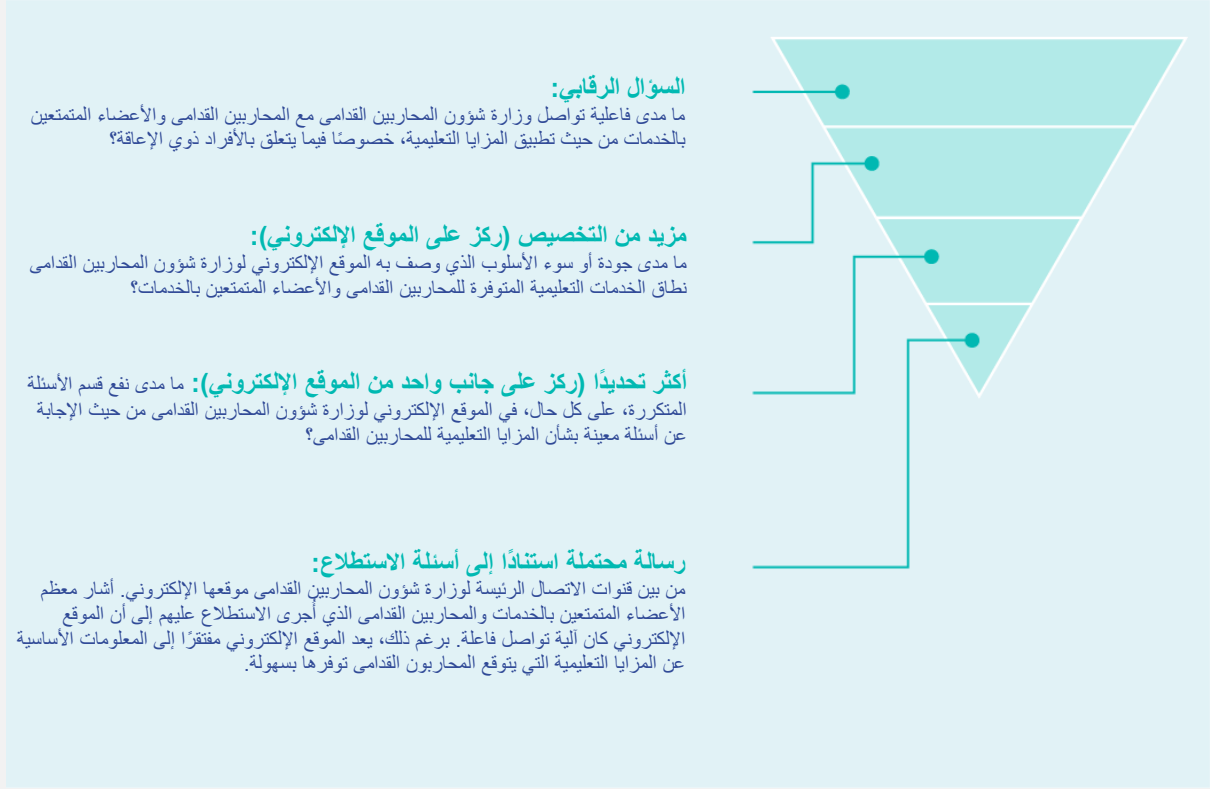 السؤال الرقابي:
ما مدى فاعلية تواصل وزارة شؤون المحاربين القدامى مع المحاربين القدامى والأعضاء المتمتعين
بالخدمات من حيث تطبيق المزايا التعليمية، خصوصًا فيما يتعلق بالأفراد ذوي الإعاقة؟
مزيد من التخصيص (ركز على الموقع الإلكتروني):
ما مدى جودة أو سوء الأسلوب الذي وصف به الموقع الإلكتروني لوزارة شؤون المحاربين القدامى
نطاق الخدمات التعليمية المتوفرة للمحاربين القدامى والأعضاء المتمتعين بالخدمات؟
أكثر تحديدًا (ركز على جانب واحد من الموقع الإلكتروني): ما مدى نفع قسم الأسئلة
المتكررة، على كل حال، في الموقع الإلكتروني لوزارة شؤون المحاربين القدامى من حيث الإجابة
عن أسئلة معينة بشأن المزايا التعليمية للمحاربين القدامى؟
رسالة محتملة استنادًا إلى أسئلة الاستطلاع:
من بين قنوات الاتصال الرئيسة لوزارة شؤون المحاربين القدامى موقعها الإلكتروني. أشار معظم
الأعضاء المتمتعين بالخدمات والمحاربين القدامى الذي أُجرى الاستطلاع عليهم إلى أن الموقع
الإلكتروني كان آلية تواصل فاعلة. برغم ذلك، يعد الموقع الإلكتروني مفتقرًا إلى المعلومات الأساسية
عن المزايا التعليمية التي يتوقع المحاربون القدامى توفرها بسهولة.